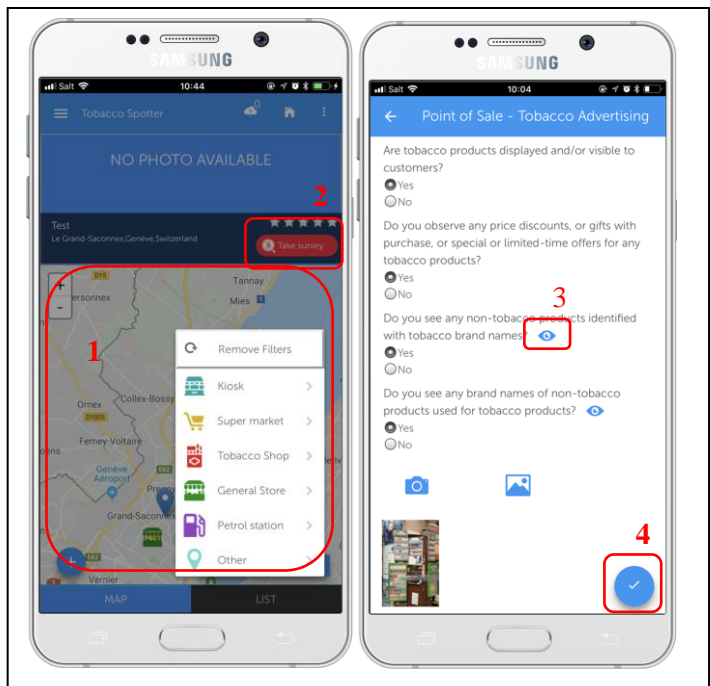 SAMSUNG
Salt
10:44
Tobacco Spotter
0
NO PHOTO AVAILABLE
2
Test
Le Grand-Saconnex,Geneve,Switzerland
Take survey
+
-
D15
Tannay
Mies
1
Remove Filters
Kiosk
Super market
Tobacco Shop
General Store
Petrol station
Other
Ornex
Collex-Bossy
D1005
Ferney-Voltaire
Genève
Aéroport
E62
Grand-Saconnex
+
E62
Vernier
MAP
LIST
SAMSUNG
Salt
10:04
Point of Sale - Tobacco Advertising
Are tobacco products displayed and/or visible to
customers?
Yes
No
Do you observe any price discounts, or gifts with
purchase, or special or limited-time offers for any
tobacco products?
Yes
No
3
Do you see any non-tobacco products identified
with tobacco brand names?
Yes
No
Do you see any brand names of non-tobacco
products used for tobacco products?
Yes
No
4